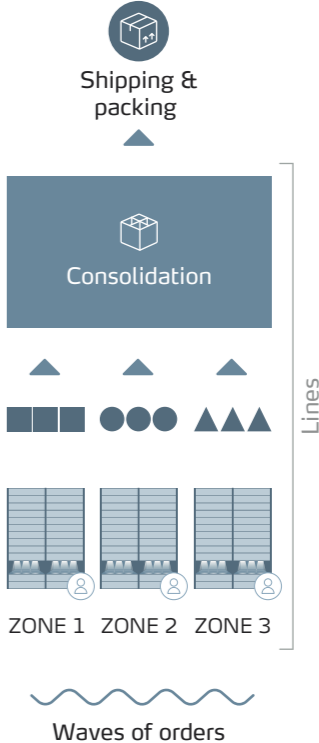 Shipping &
packing
Consolidation
Lines
ZONE 1 ZONE 2 ZONE 3
Waves of orders